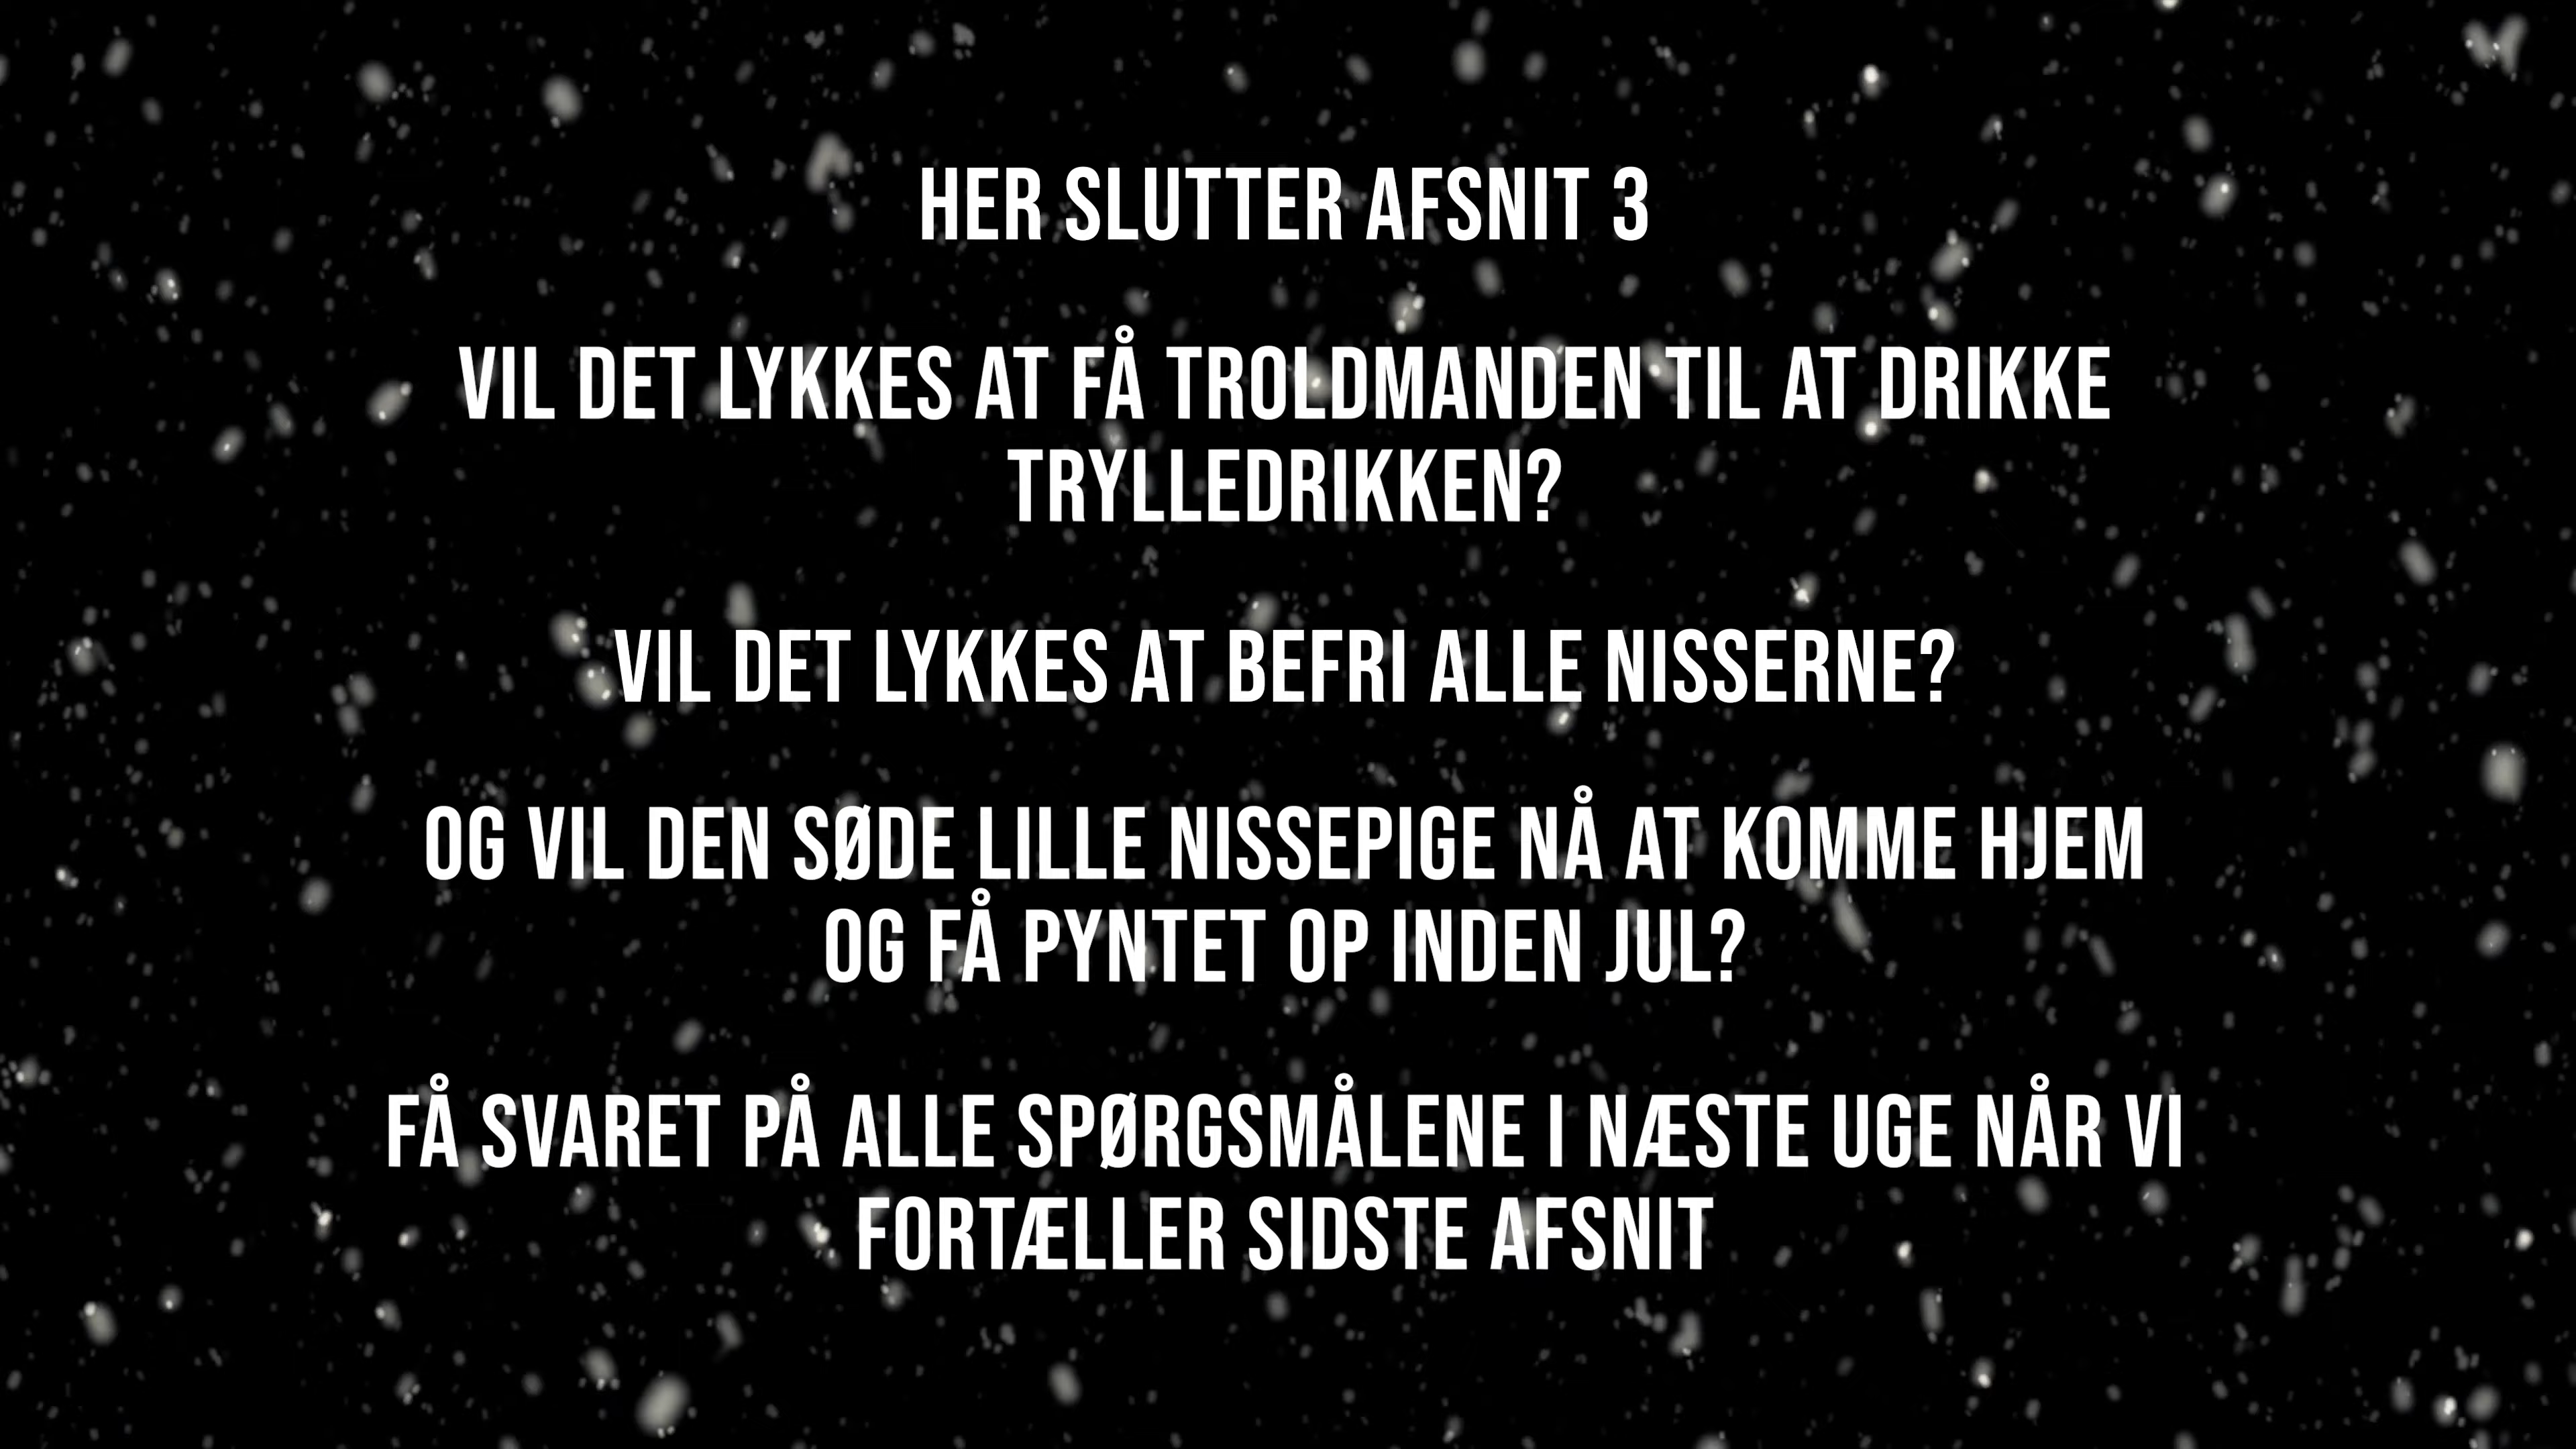 HER SLUTTER AFSNIT 3
VIL DET LYKKES AT FÅ TROLDMANDEN TIL AT DRIKKE
TRYLLEDRIKKEN?
VIL DET LYKKES AT BEFRI ALLE NISSERNE?
OG VIL DEN SØDE LILLE NISSEPIGE NÅ AT KOMME HJEM
OG FÅ PYNTET OP INDEN JUL?
FÅ SVARET PÅ ALLE SPØRGSMÅLENE I NÆSTE UGE NÅR VI
FORTÆLLER SIDSTE AFSNIT